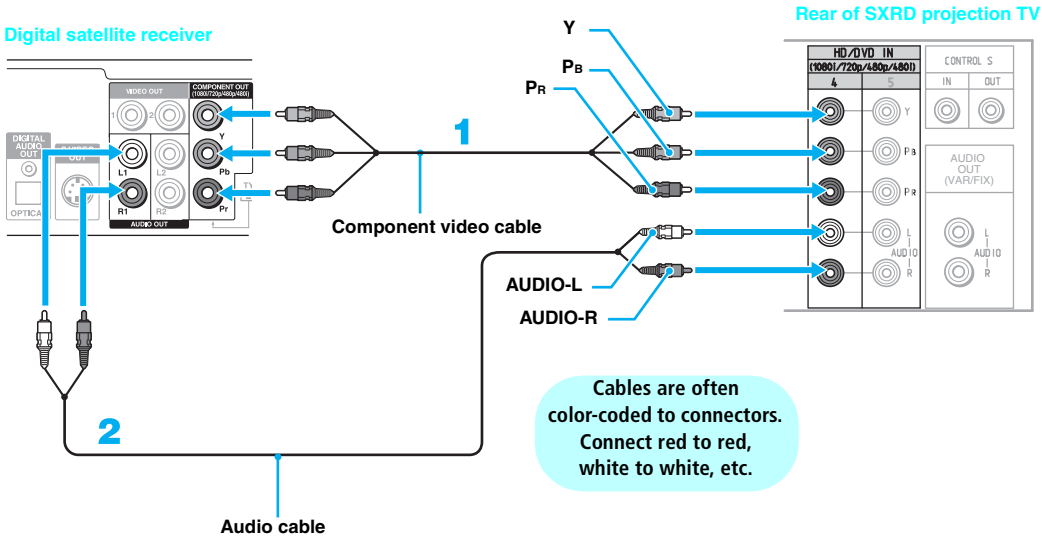 Rear of SXRD projection TV
Digital satellite receiver
Y
PB
PR
HD/DVD IN
(1080i/720p/480p/480i)
4
5
CONTROL S
IN
OUT
VIDEO OUT
COMPONENT OUT
(1080i/720p/480p/480i)
1
2
Y
Y
1
DIGITAL
AUDIO
OUT
OUT
L1
L2
Pb
PB
AUDIO
OUT
(VAR/FIX)
OPTICAL
R1
R2
Pr
PR
AUDIO OUT
Component video cable
L
AUDIO
R
L
AUDIO
R
AUDIO-L
AUDIO-R
Cables are often
color-coded to connectors.
Connect red to red,
white to white, etc.
2
Audio cable